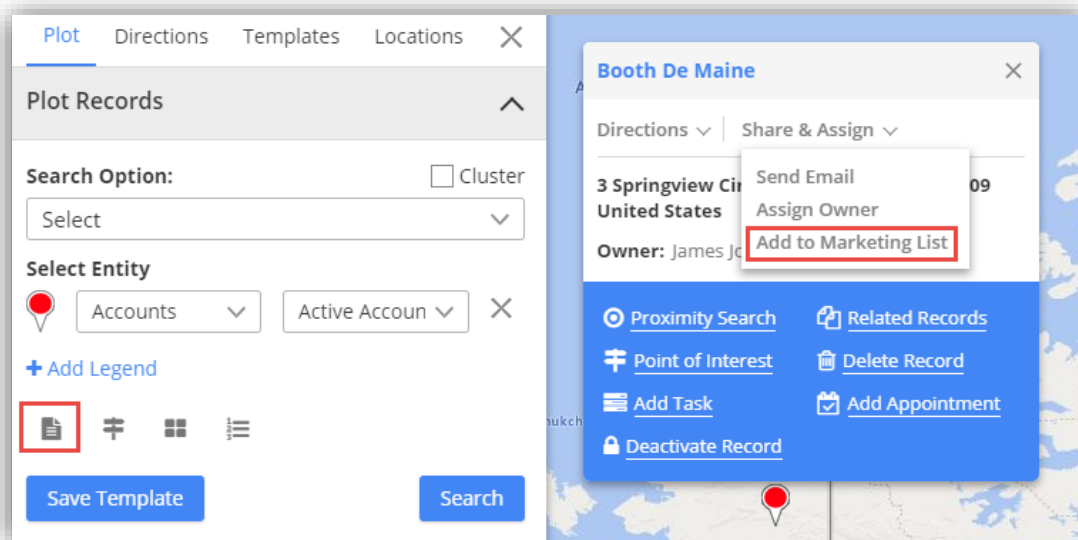 Plot Directions Templates Locations
Plot Records
Search Option:
Cluster
Select
Select Entity
Accounts
Active Accoun
Add Legend
Save Template
Search
Booth De Maine
Directions
Share & Assign
Send Email
Assign Owner
Add to Marketing List
3 Springview 09
United States
Owner: James
Proximity Search
Related Records
Point of Interest
Delete Record
Add Task
Add Appointment
Deactivate Record